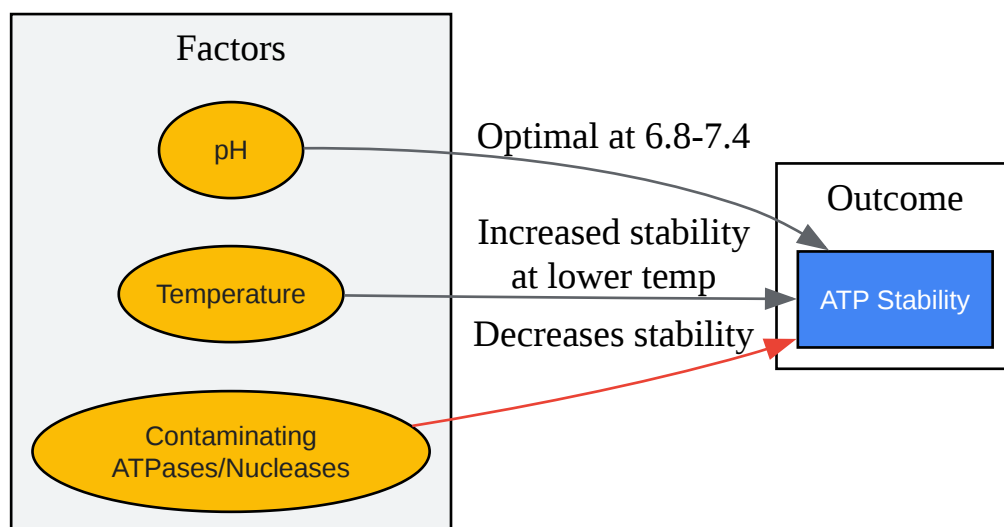 Factors
pH
Optimal at 6.8-7.4
Outcome
Increased stability
at lower temp
Temperature
ATP Stability
Decreases stability
Contaminating
ATPases/Nucleases